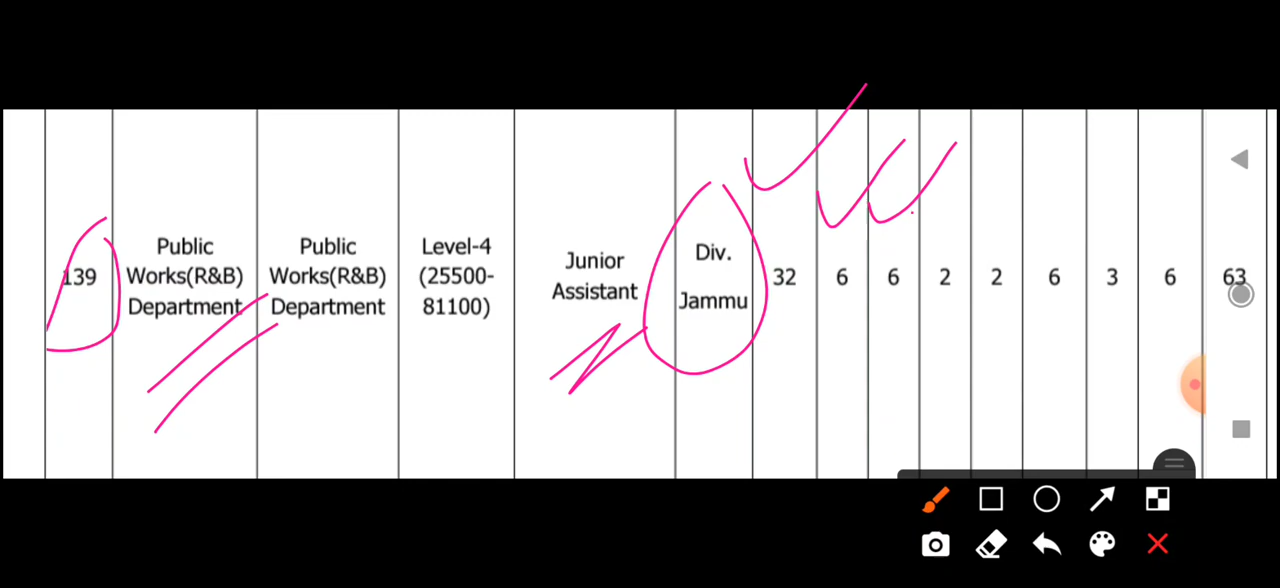 139
Public
Works(R&B)
Department
Public
Works(R&B)
Department
Level-4
(25500-
81100)
Junior
Assistant
Div.
Jammu
32 6 6 2 2 6 3 6 63